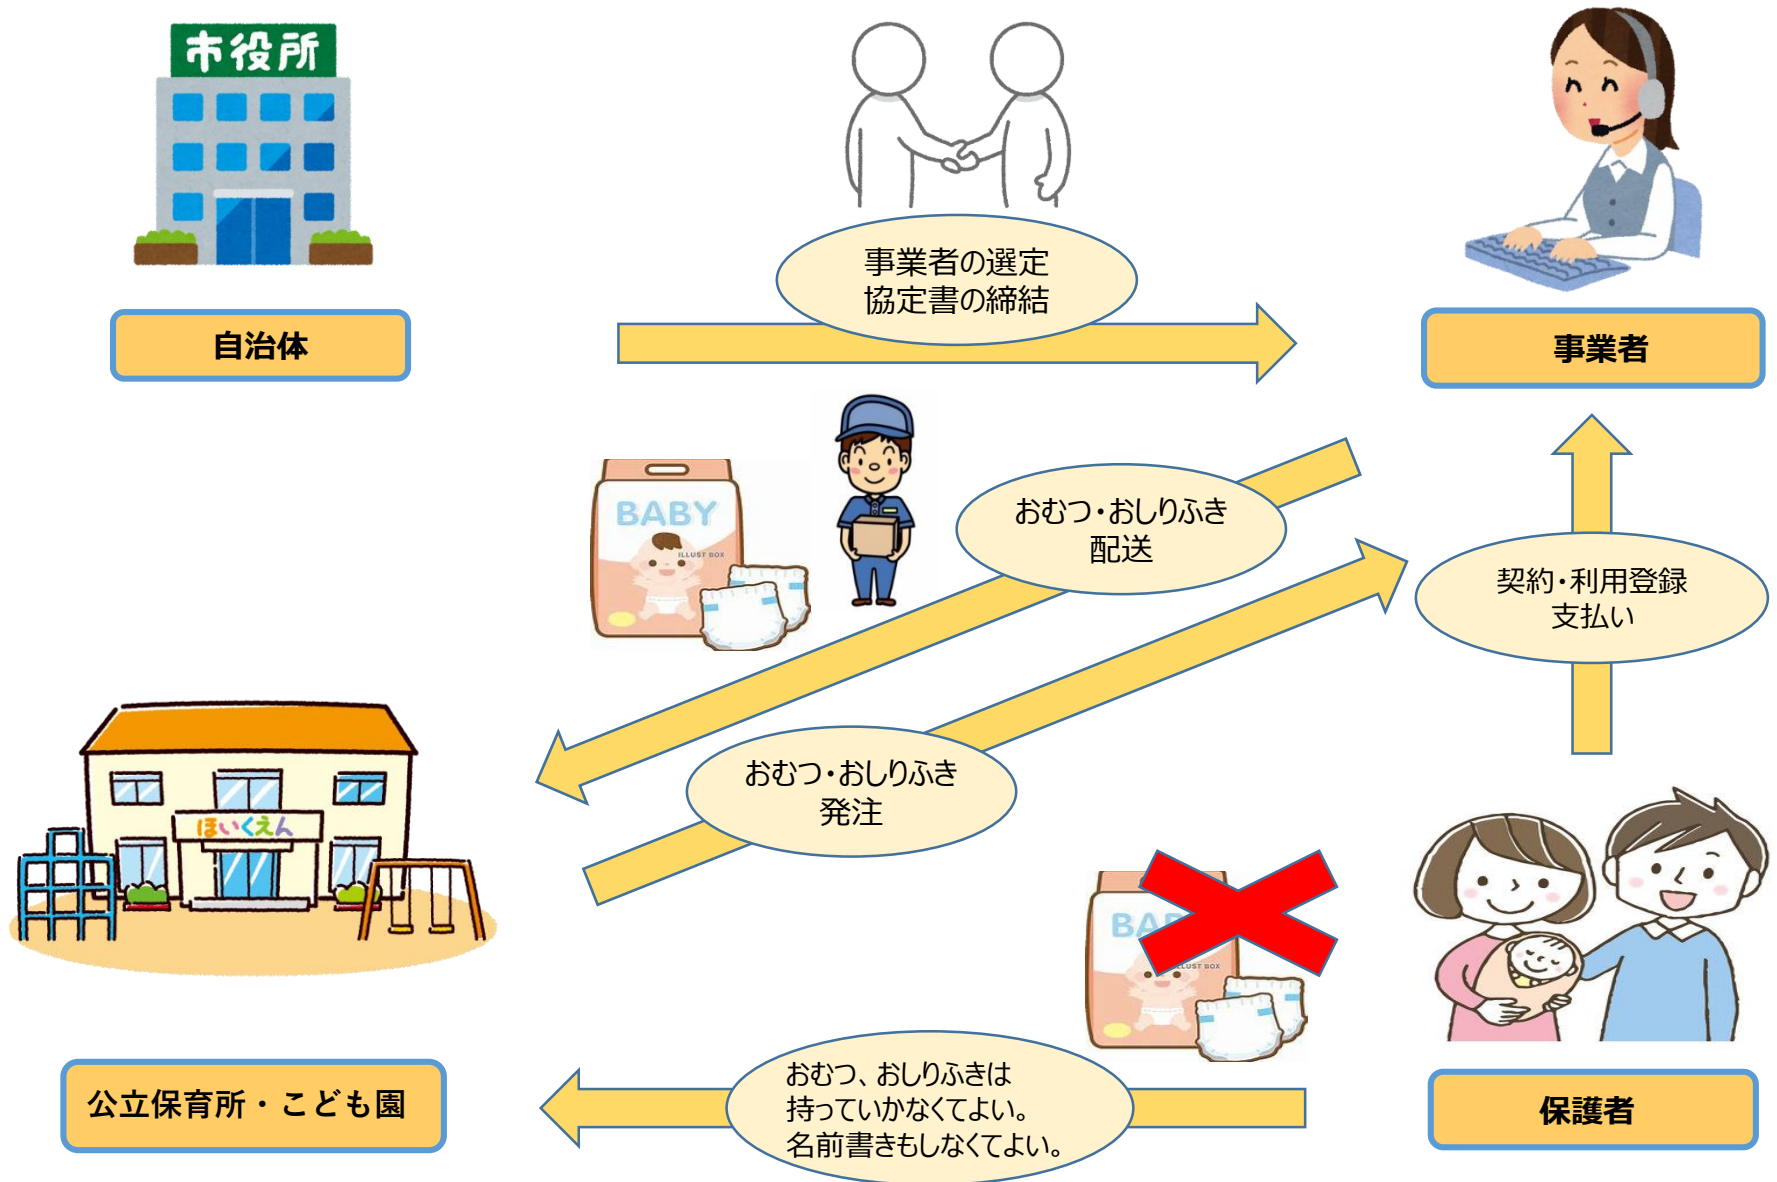 市役所
事業者の選定
協定書の締結
自治体
事業者
BABY
ILLUST BOX
おむつ・おしりふき
配送
契約・利用登録
支払い
おむつ・おしりふき
発注
ほいくえん
おむつ、おしりふきは
持っていかなくてよい。
名前書きもしなくてよい。
公立保育所・こども園
保護者